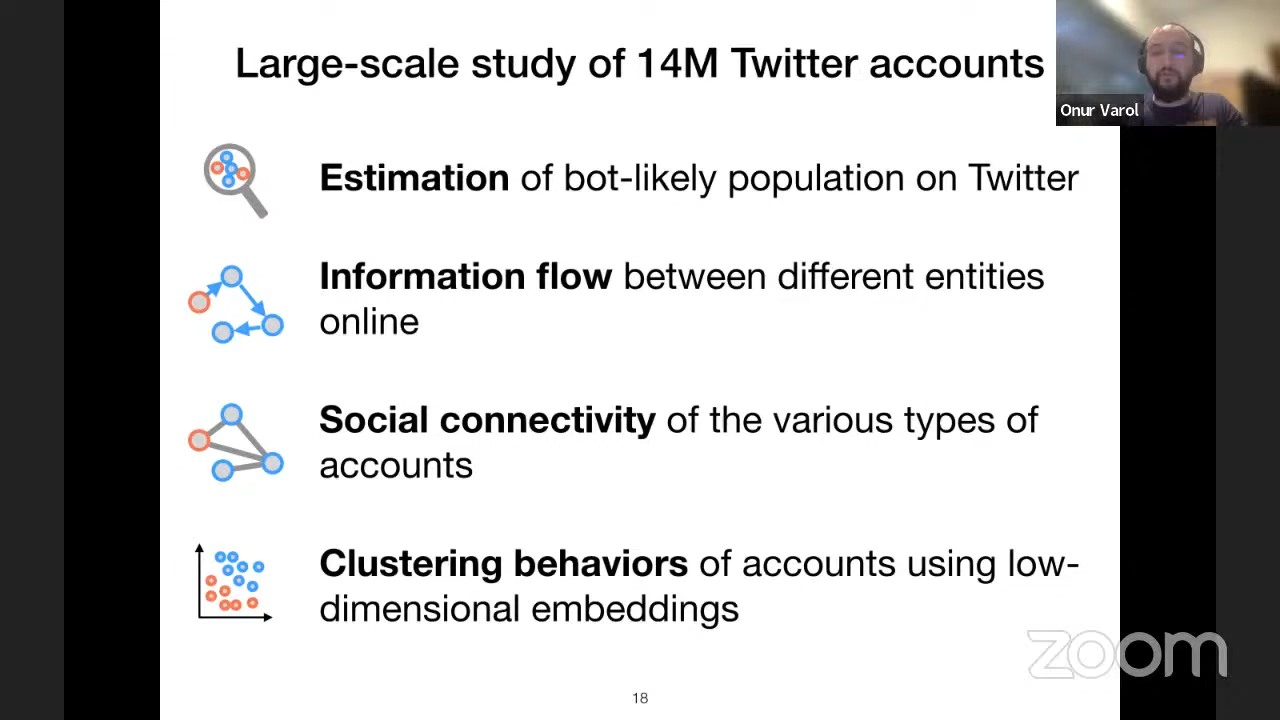 Large-scale study of 14M Twitter accounts
Onur Varol
Estimation of bot-likely population on Twitter
Information flow between different entities
online
Social connectivity of the various types of
accounts
Clustering behaviors of accounts using low-
dimensional embeddings
zoom
18